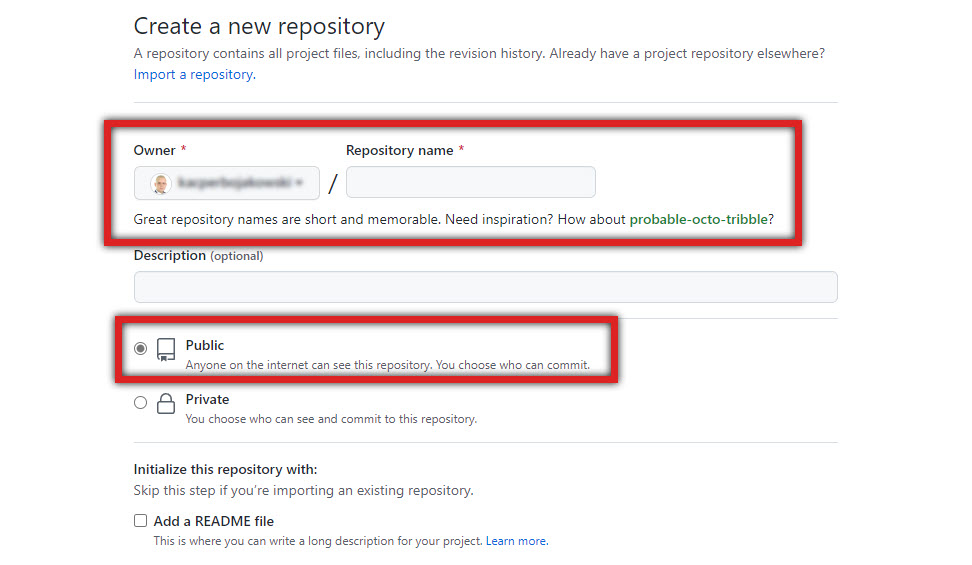 Create a new repository
A repository contains all project files, including the revision history. Already have a project repository elsewhere?
Import a repository.
Owner * Repository name *
/
Great repository names are short and memorable. Need inspiration? How about probable-octo-tribble?
Description (optional)
Public
Anyone on the internet can see this repository. You choose who can commit.
Private
You choose who can see and commit to this repository.
Initialize this repository with:
Skip this step if you're importing an existing repository.
Add a README file
This is where you can write a long description for your project. Learn more.